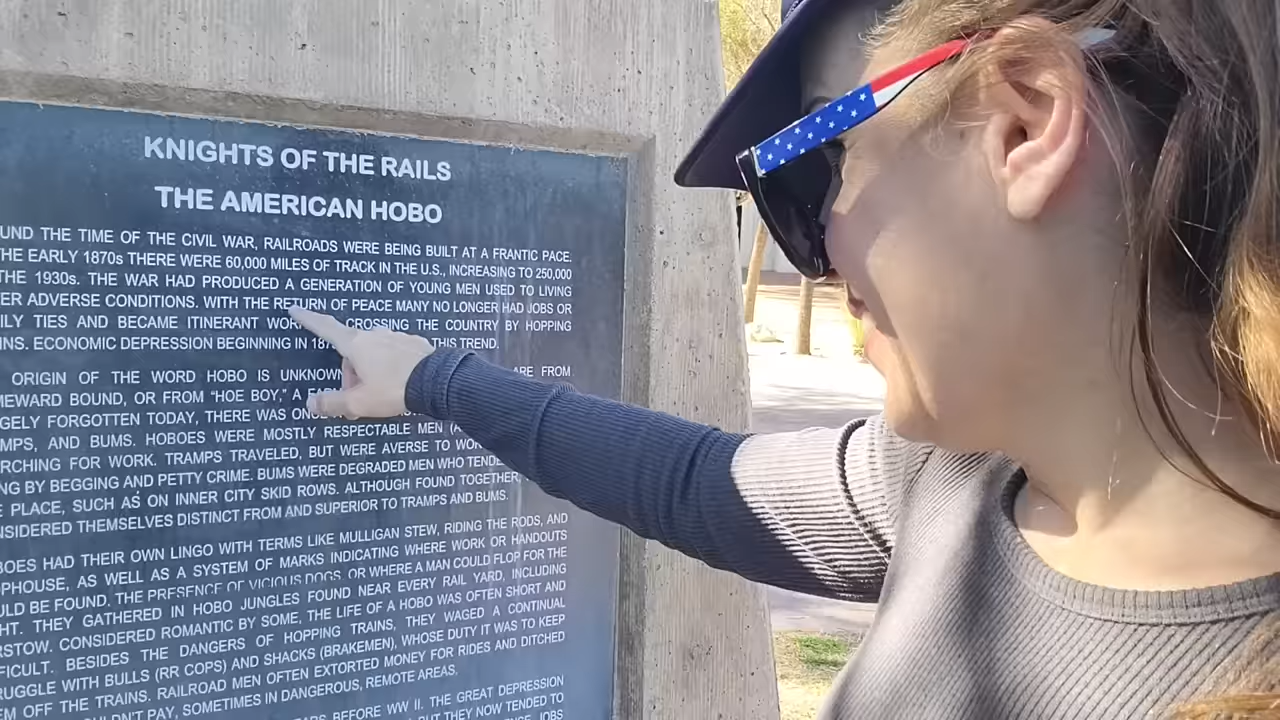 KNIGHTS OF THE RAILS
THE AMERICAN HOBO
UND THE TIME OF THE CIVIL WAR, RAILROADS WERE BEING BUILT AT A FRANTIC PACE.
THE EARLY 1870s THERE WERE 60,000 MILES OF TRACK IN THE U.S., INCREASING TO 250,000
THE 1930s. THE WAR HAD PRODUCED A GENERATION OF YOUNG MEN USED TO LIVING
ER ADVERSE CONDITIONS. WITH THE RETURN OF PEACE MANY NO LONGER HAD JOBS OR
ILY TIES AND BECAME ITINERANT WOR CROSSING THE COUNTRY BY HOPPING
INS. ECONOMIC DEPRESSION BEGINNING IN 187 THIS TREND.
ORIGIN OF THE WORD HOBO IS UNKNOWN ARE FROM
MEWARD BOUND, OR FROM "HOE BOY," A FARM
GELY FORGOTTEN TODAY, THERE WAS ONCE
MPS, AND BUMS. HOBOES WERE MOSTLY RESPECTABLE MEN (A
RCHING FOR WORK. TRAMPS TRAVELED, BUT WERE AVERSE TO WOR
NG BY BEGGING AND PETTY CRIME. BUMS WERE DEGRADED MEN WHO TENDE
E PLACE, SUCH AS ON INNER CITY SKID ROWS. ALTHOUGH FOUND TOGETHER,
NSIDERED THEMSELVES DISTINCT FROM AND SUPERIOR TO TRAMPS AND BUMS.
BOES HAD THEIR OWN LINGO WITH TERMS LIKE MULLIGAN STEW, RIDING THE RODS, AND
OPHOUSE, AS WELL AS A SYSTEM OF MARKS INDICATING WHERE WORK OR HANDOUTS
ULD BE FOUND. THE PRESENCE OF VICIOUS DOGS, OR WHERE A MAN COULD FLOP FOR THE
HT. THEY GATHERED IN HOBO JUNGLES FOUND NEAR EVERY RAIL YARD, INCLUDING
RSTOW. CONSIDERED ROMANTIC BY SOME, THE LIFE OF A HOBO WAS OFTEN SHORT AND
FICULT. BESIDES THE DANGERS OF HOPPING TRAINS, THEY WAGED A CONTINUAL
RUGGLE WITH BULLS (RR COPS) AND SHACKS (BRAKEMEN), WHOSE DUTY IT WAS TO KEEP
EM OFF THE TRAINS. RAILROAD MEN OFTEN EXTORTED MONEY FOR RIDES AND DITCHED
ULDN'T PAY, SOMETIMES IN DANGEROUS, REMOTE AREAS.
ARS BEFORE WW II. THE GREAT DEPRESSION
BUT THEY NOW TENDED TO
JOBS